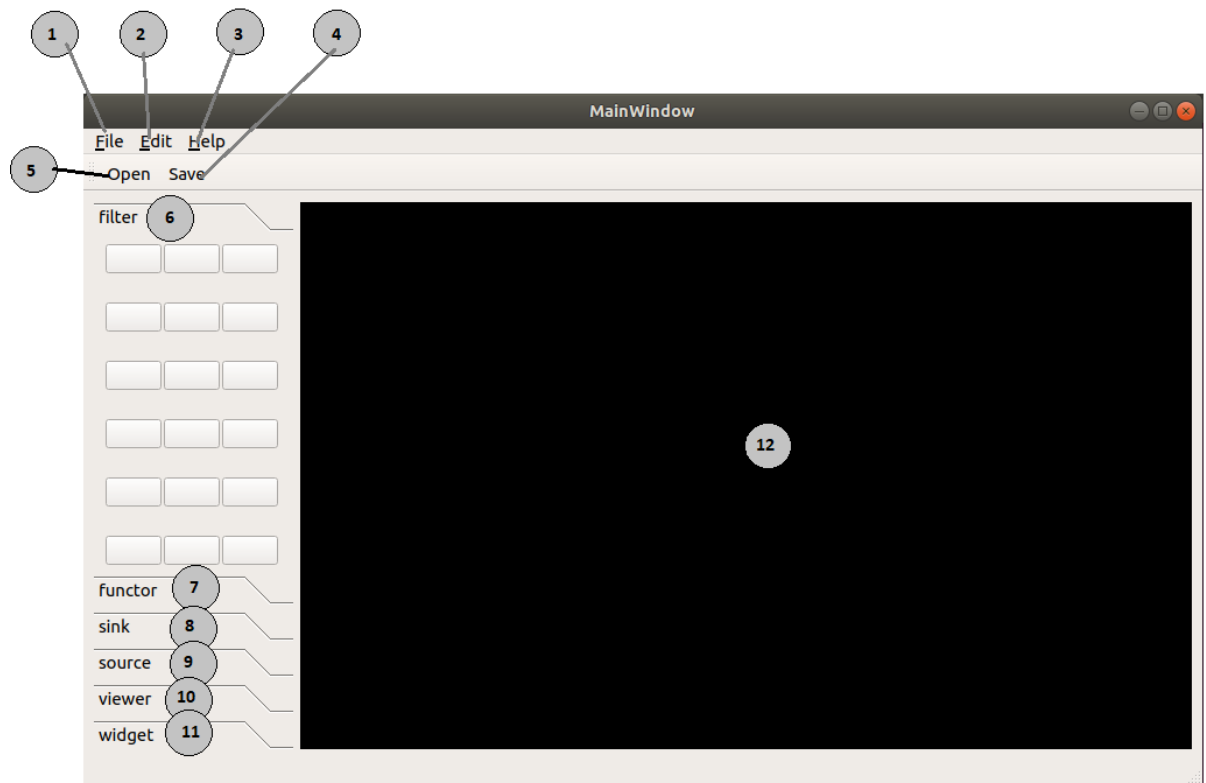 1 2 3 4
MainWindow
File Edit Help
5 Open Save
filter 6
12
functor 7
sink 8
source 9
viewer 10
widget 11